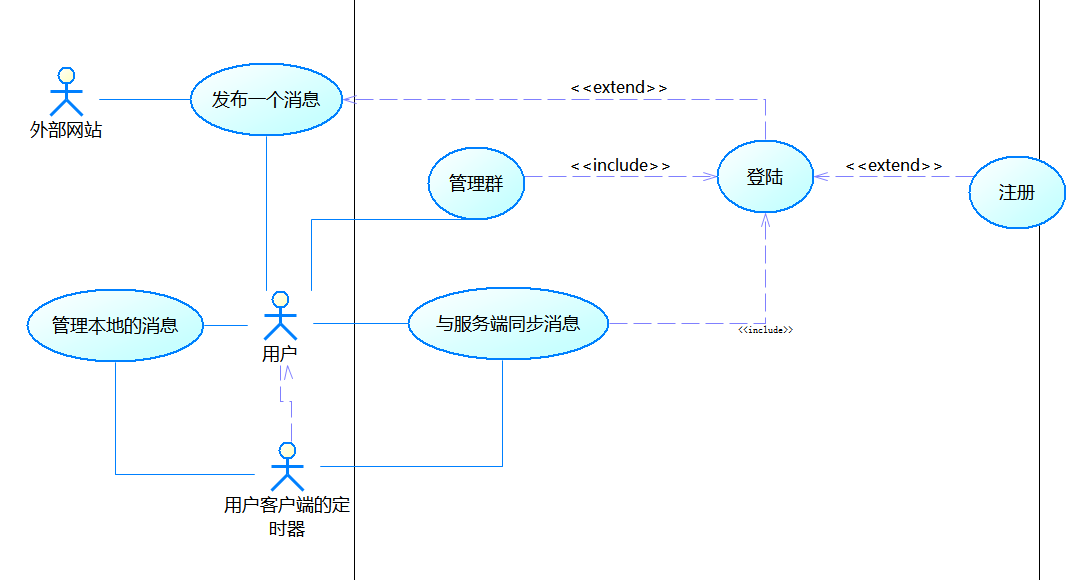 <<extend>>
发布一个消息
外部网站
<<include>>
<<extend>>
管理群
登陆
注册
管理本地的消息
与服务端同步消息
<<include>>
用户
用户客户端的定
时器